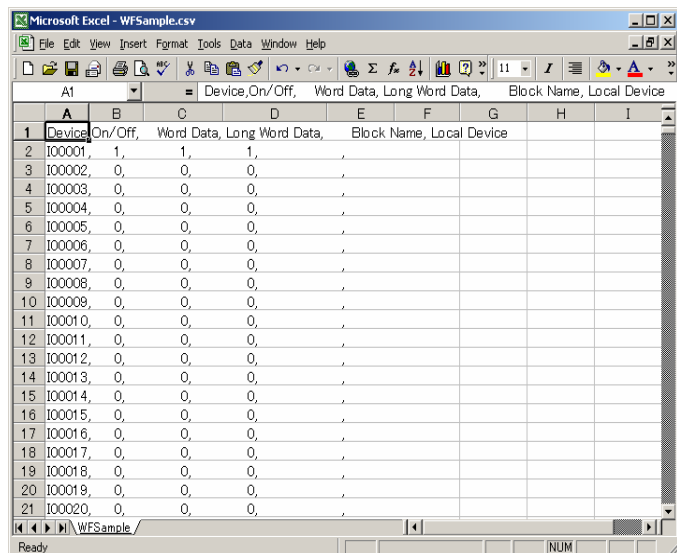 Microsoft Excel - WFSample.csv
File Edit View Insert Format Tools Data Window Help
11
A1 = Device,On/Off, Word Data, Long Word Data, Block Name, Local Device
A B C D E F G H I
1 Device,On/Off, Word Data, Long Word Data, Block Name, Local Device
2 I00001, 1, 1, 1, ,
3 I00002, 0, 0, 0, ,
4 I00003, 0, 0, 0, ,
5 I00004, 0, 0, 0, ,
6 I00005, 0, 0, 0, ,
7 I00006, 0, 0, 0, ,
8 I00007, 0, 0, 0, ,
9 I00008, 0, 0, 0, ,
10 I00009, 0, 0, 0, ,
11 I00010, 0, 0, 0, ,
12 I00011, 0, 0, 0, ,
13 I00012, 0, 0, 0, ,
14 I00013, 0, 0, 0, ,
15 I00014, 0, 0, 0, ,
16 I00015, 0, 0, 0, ,
17 I00016, 0, 0, 0, ,
18 I00017, 0, 0, 0, ,
19 I00018, 0, 0, 0, ,
20 I00019, 0, 0, 0, ,
21 I00020, 0, 0, 0, ,
WFSample
Ready NUM